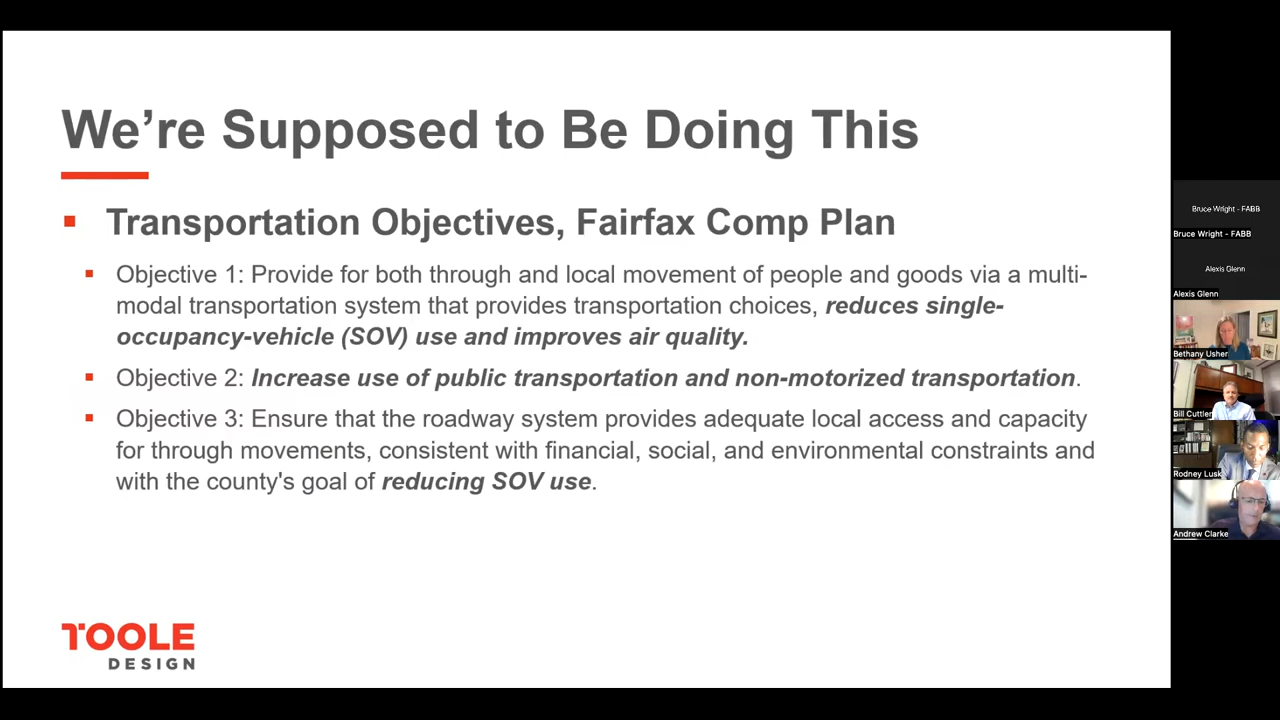 We're Supposed to Be Doing This
Transportation Objectives, Fairfax Comp Plan
Objective 1: Provide for both through and local movement of people and goods via a multi-
modal transportation system that provides transportation choices, reduces single-
occupancy-vehicle (SOV) use and improves air quality.
Objective 2: Increase use of public transportation and non-motorized transportation.
Objective 3: Ensure that the roadway system provides adequate local access and capacity
for through movements, consistent with financial, social, and environmental constraints and
with the county's goal of reducing SOV use.
TOOLE
DESIGN
Bruce Wright - FABB
Bruce Wright - FABB
Alexis Glenn
Alexis Glenn
Bethany Usher
Bill Cuttler
Rodney Lusk
Andrew Clarke